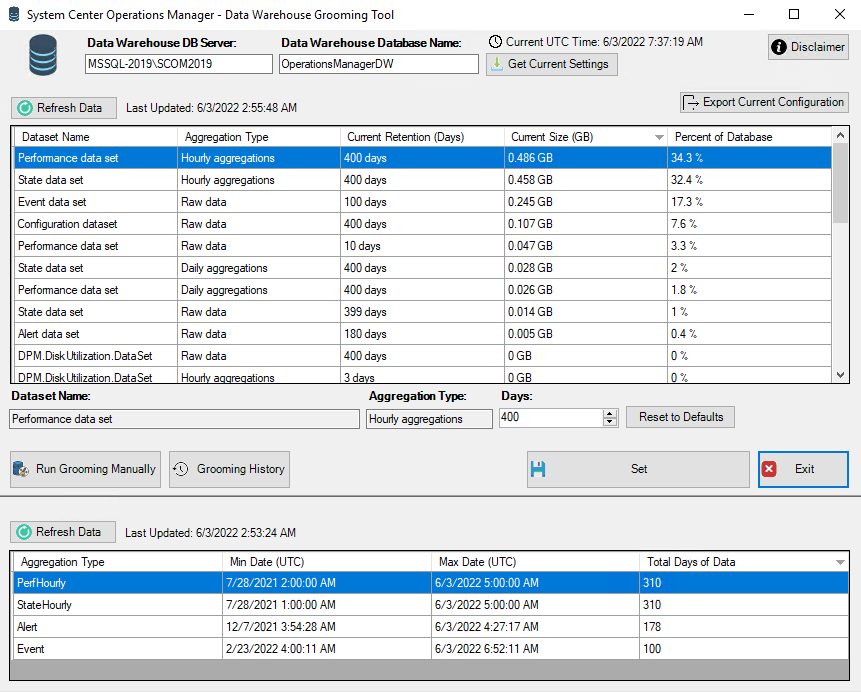 System Center Operations Manager - Data Warehouse Grooming Tool
Data Warehouse DB Server: Data Warehouse Database Name: Current UTC Time: 6/3/2022 7:37:19 AM Disclaimer
MSSQL-2019\SCOM2019 OperationsManagerDW Get Current Settings
Refresh Data Last Updated: 6/3/2022 2:55:48 AM Export Current Configuration
Dataset Name Aggregation Type Current Retention (Days) Current Size (GB) Percent of Database
Performance data set Hourly aggregations 400 days 0.486 GB 34.3 %
State data set Hourly aggregations 400 days 0.458 GB 32.4 %
Event data set Raw data 100 days 0.245 GB 17.3 %
Configuration dataset Raw data 400 days 0.107 GB 7.6 %
Performance data set Raw data 10 days 0.047 GB 3.3 %
State data set Daily aggregations 400 days 0.028 GB 2 %
Performance data set Daily aggregations 400 days 0.026 GB 1.8 %
State data set Raw data 399 days 0.014 GB 1 %
Alert data set Raw data 180 days 0.005 GB 0.4 %
DPM.DiskUtilization.DataSet Raw data 400 days 0 GB 0 %
DPM.DiskUtilization.DataSet Hourly aggregations 3 days 0 GB 0 %
Dataset Name: Aggregation Type: Days:
Performance data set Hourly aggregations 400 Reset to Defaults
Run Grooming Manually Grooming History Set Exit
Refresh Data Last Updated: 6/3/2022 2:53:24 AM
Aggregation Type Min Date (UTC) Max Date (UTC) Total Days of Data
PerfHourly 7/28/2021 2:00:00 AM 6/3/2022 5:00:00 AM 310
StateHourly 7/28/2021 1:00:00 AM 6/3/2022 5:00:00 AM 310
Alert 12/7/2021 3:54:28 AM 6/3/2022 4:27:17 AM 178
Event 2/23/2022 4:00:11 AM 6/3/2022 6:52:11 AM 100